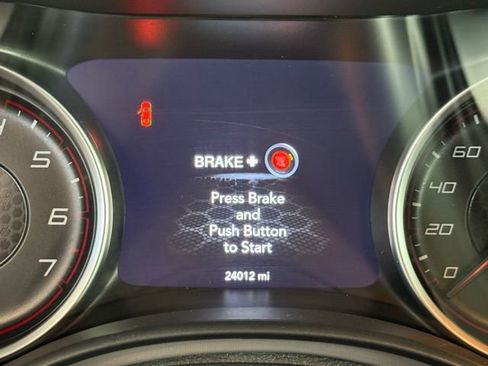 BRAKE +
Press Brake
and
Push Button
to Start
24012 mi
5
6
7
60
40
20
0